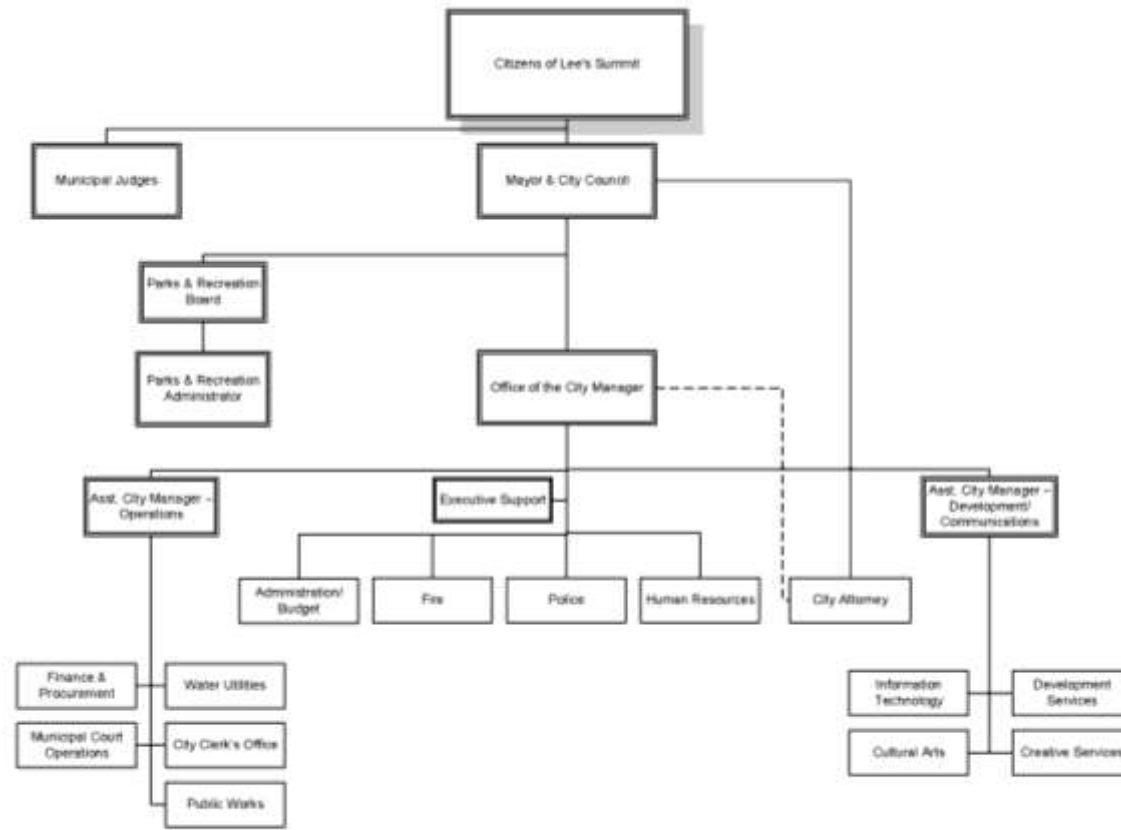 Citizens of Lee's Summit
Municipal Judges
Mayor & City Council
Parks & Recreation
Board
Parks & Recreation
Administrator
Office of the City Manager
Asst. City Manager –
Operations
Executive Support
Asst. City Manager –
Development/
Communications
Administration/
Budget
Fire
Police
Human Resources
City Attorney
Finance &
Procurement
Water Utilities
Municipal Court
Operations
City Clerk's Office
Public Works
Information
Technology
Development
Services
Cultural Arts
Creative Services